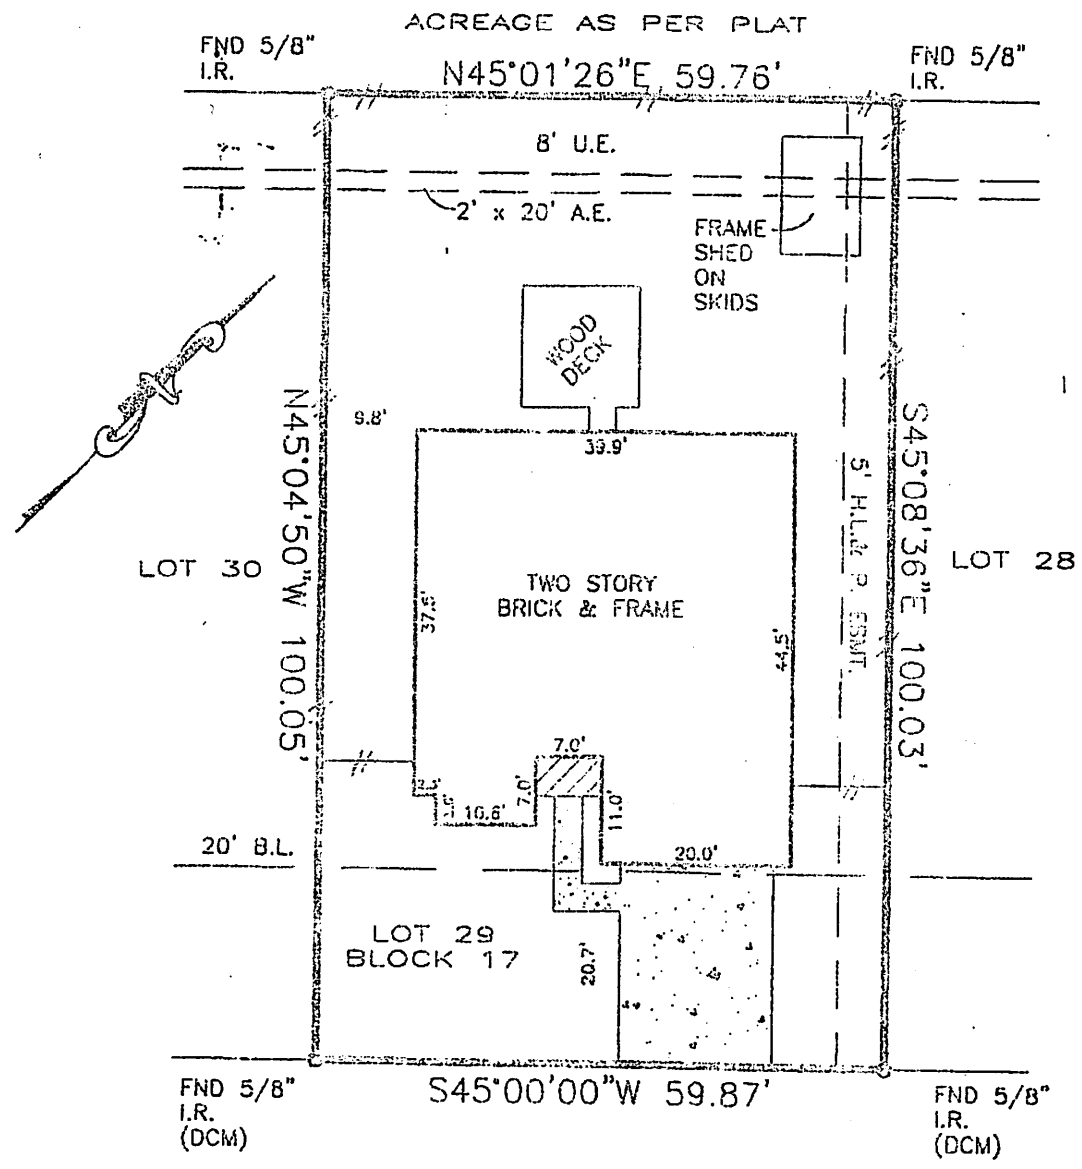 ACREAGE AS PER PLAT
FND 5/8"
I.R.
N45°01'26"E 59.76'
FND 5/8"
I.R.
8' U.E.
2' x 20' A.E.
FRAME
SHED
ON
SKIDS
WOOD
DECK
9.8'
39.9'
N45°04'50"W 100.05'
S45°08'36"E 100.03'
5' H.L.& P. ESMT.
LOT 30
LOT 28
TWO STORY
BRICK & FRAME
37.5'
44.5'
7.0'
7.0'
10.6'
11.0'
20.0'
20' B.L.
LOT 29
BLOCK 17
20.7'
S45°00'00"W 59.87'
FND 5/8"
I.R.
(DCM)
FND 5/8"
I.R.
(DCM)